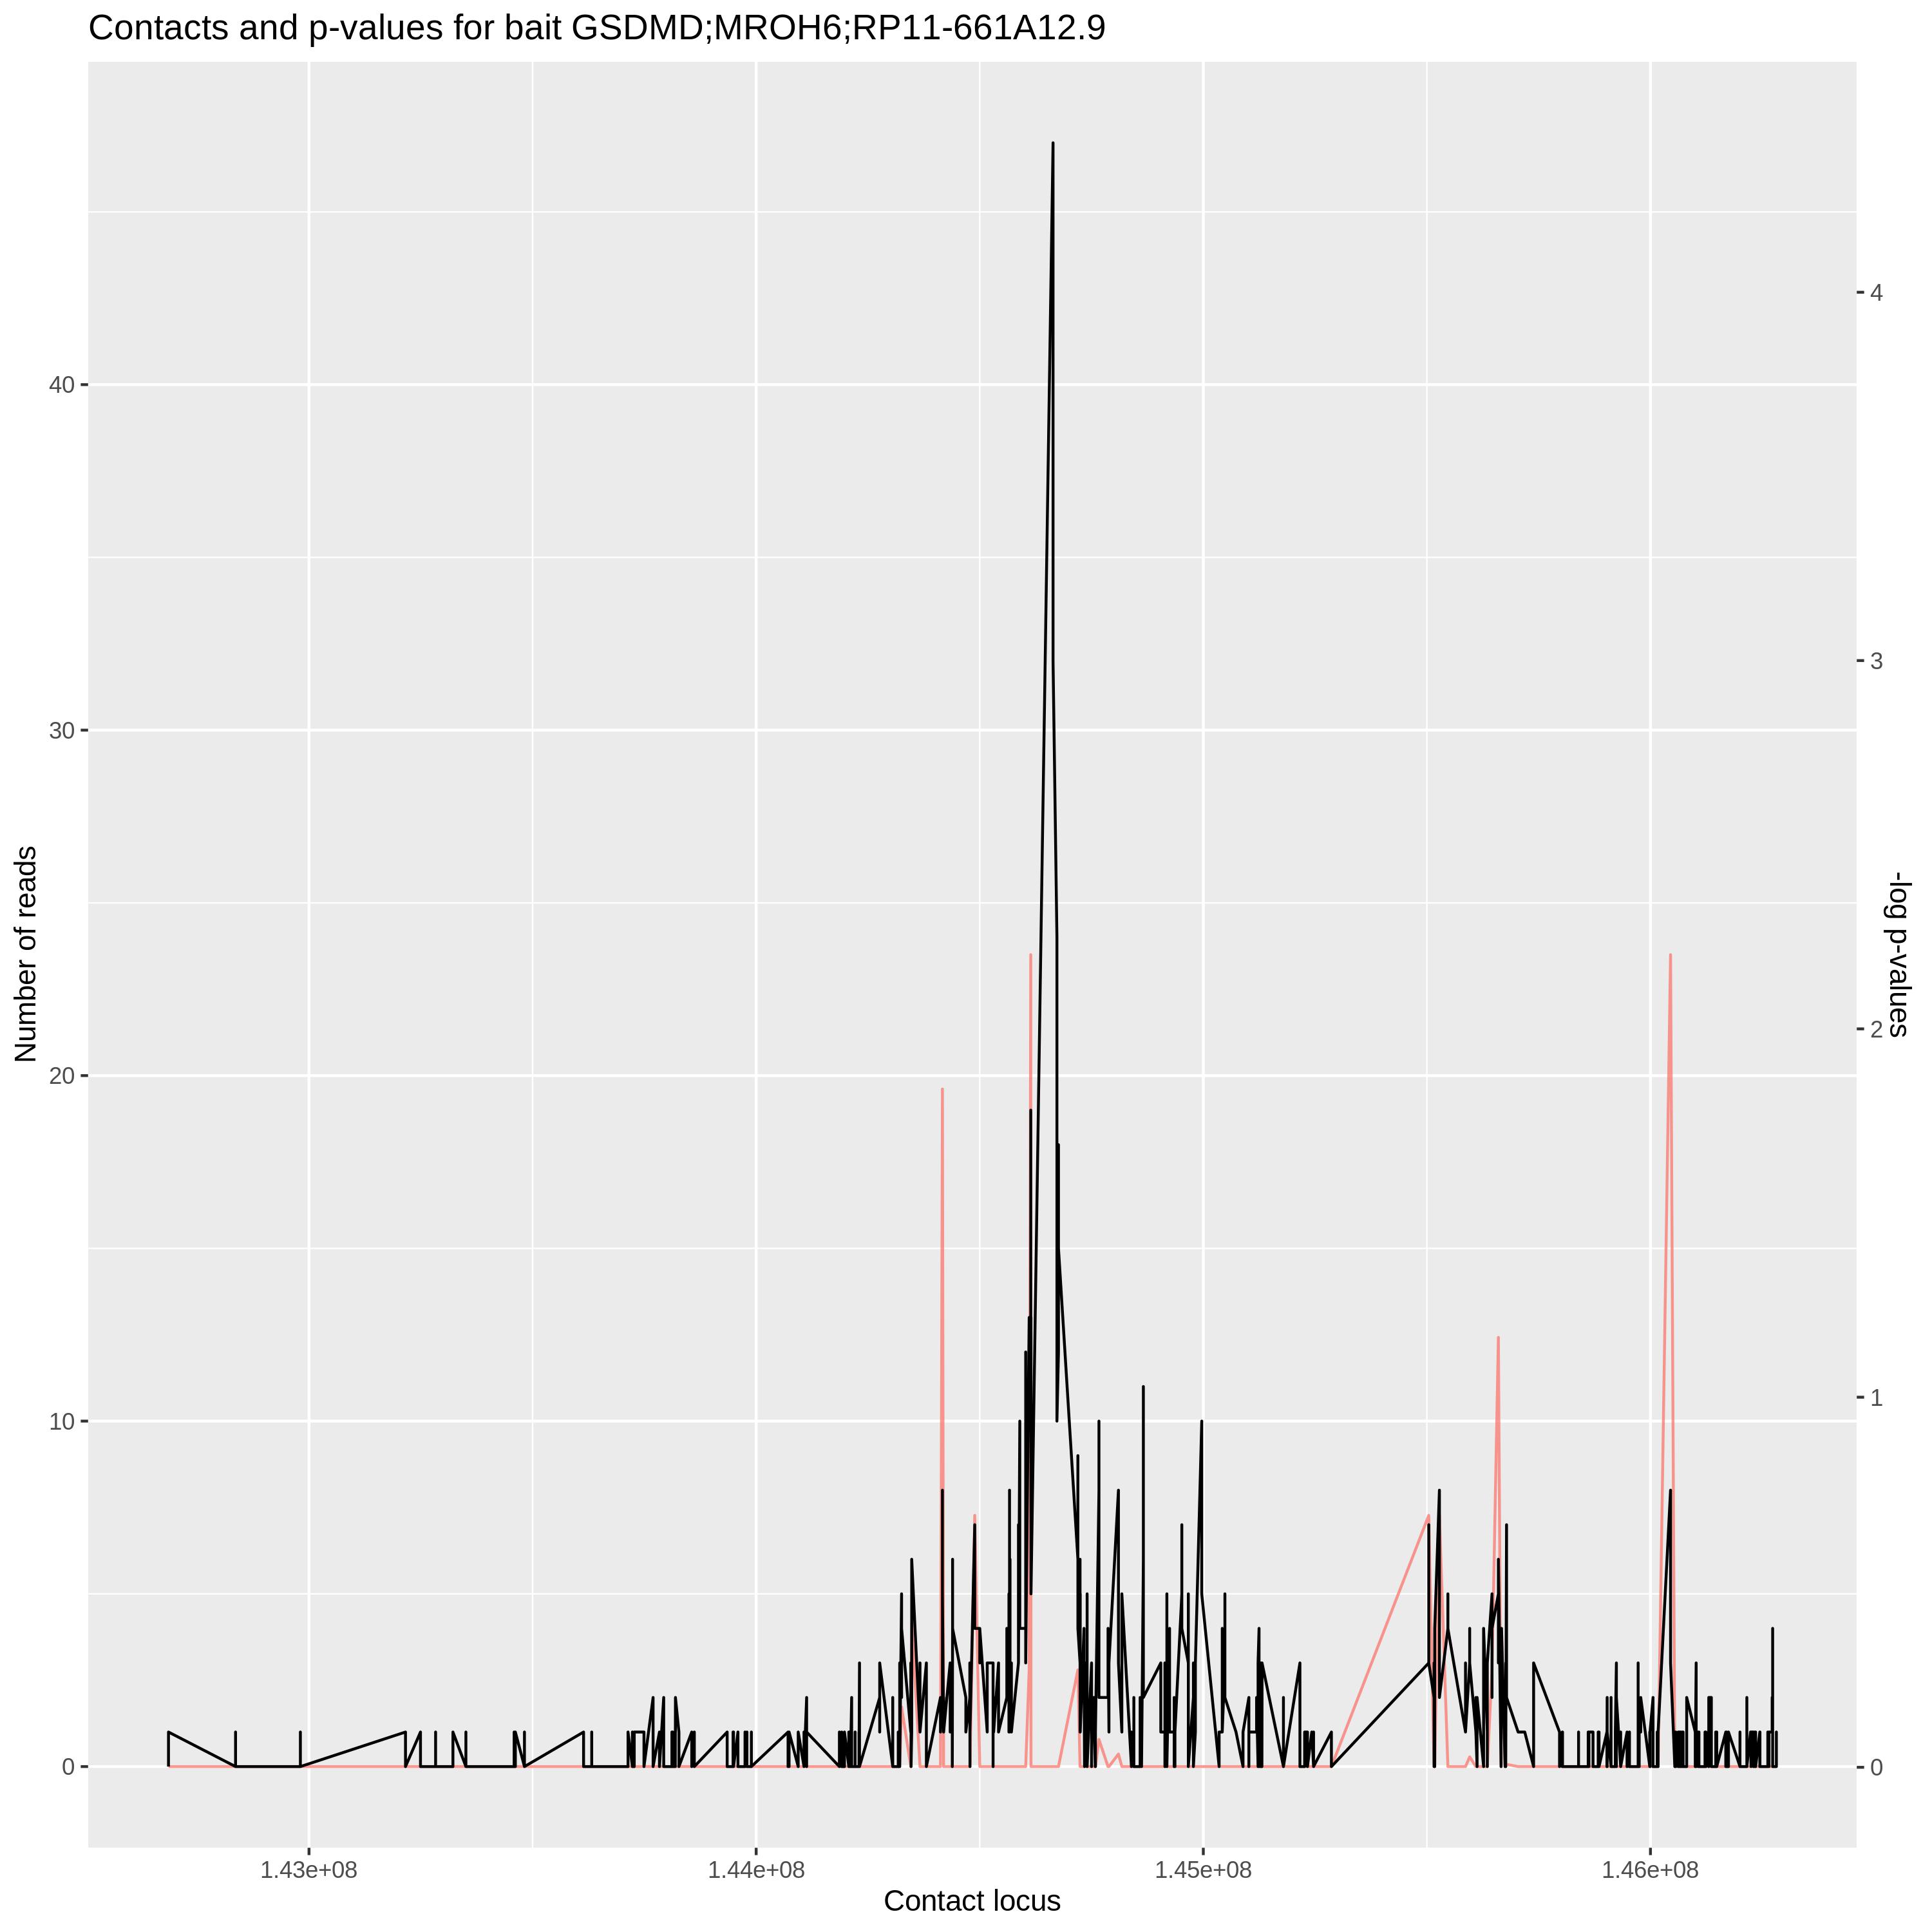 Contacts and p-values for bait GSDMD;MROH6;RP11-661A12.9
Number of reads
40
30
20
10
0
4
3
2
1
0
-log p-values
1.43e+08 1.44e+08 1.45e+08 1.46e+08
Contact locus